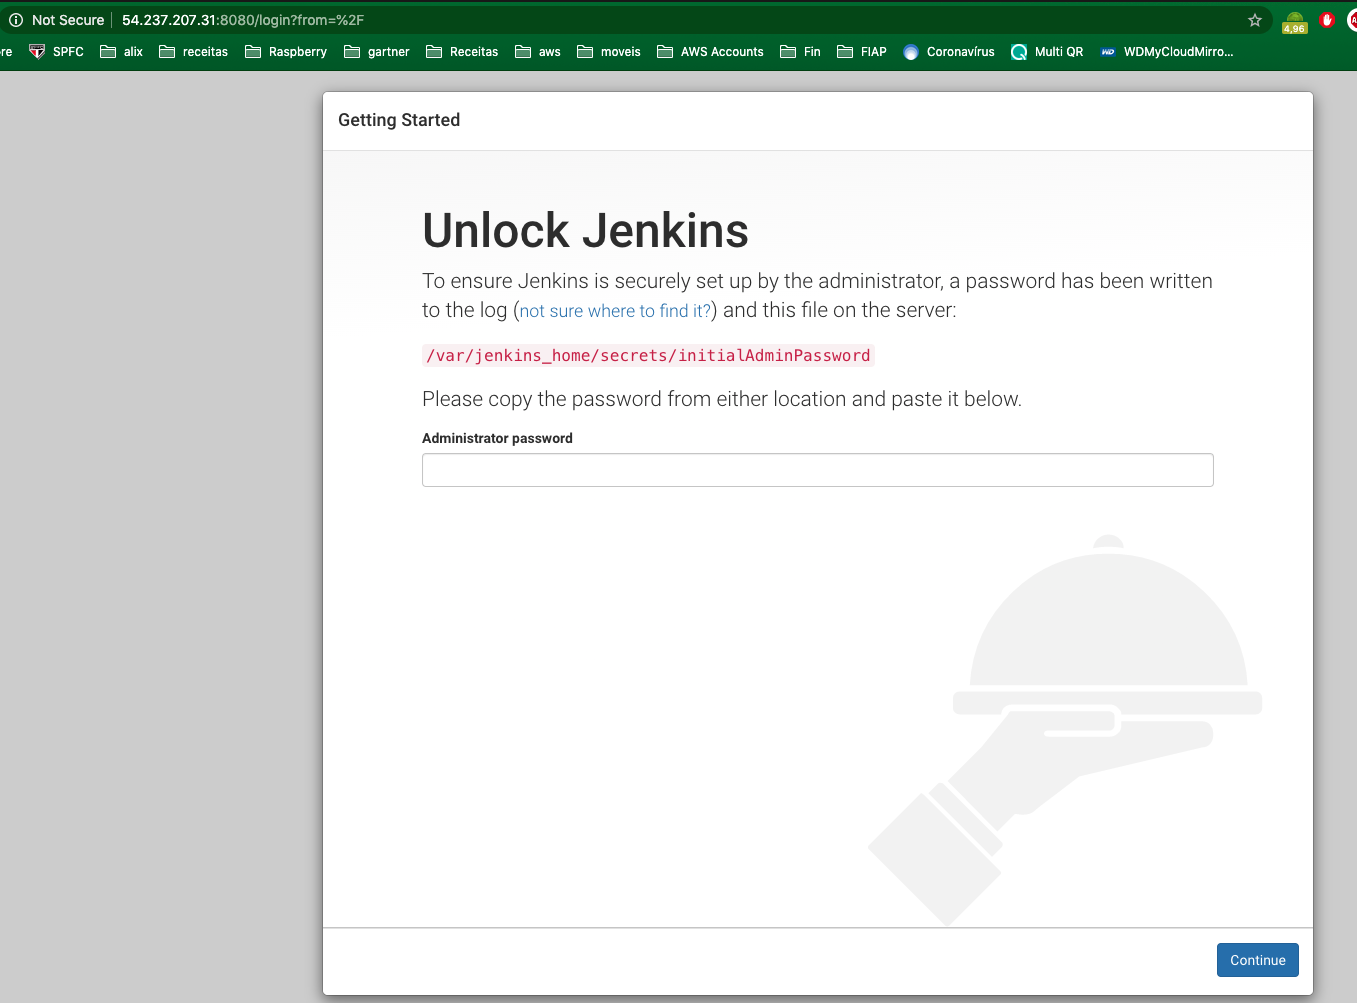 Not Secure 54.237.207.31:8080/login?from=%2F
4,96
re SPFC alix receitas Raspberry gartner Receitas aws moveis AWS Accounts Fin FIAP Coronavírus Multi QR WD WDMyCloudMirro...
Getting Started
Unlock Jenkins
To ensure Jenkins is securely set up by the administrator, a password has been written
to the log (not sure where to find it?) and this file on the server:
/var/jenkins_home/secrets/initialAdminPassword
Please copy the password from either location and paste it below.
Administrator password
Continue